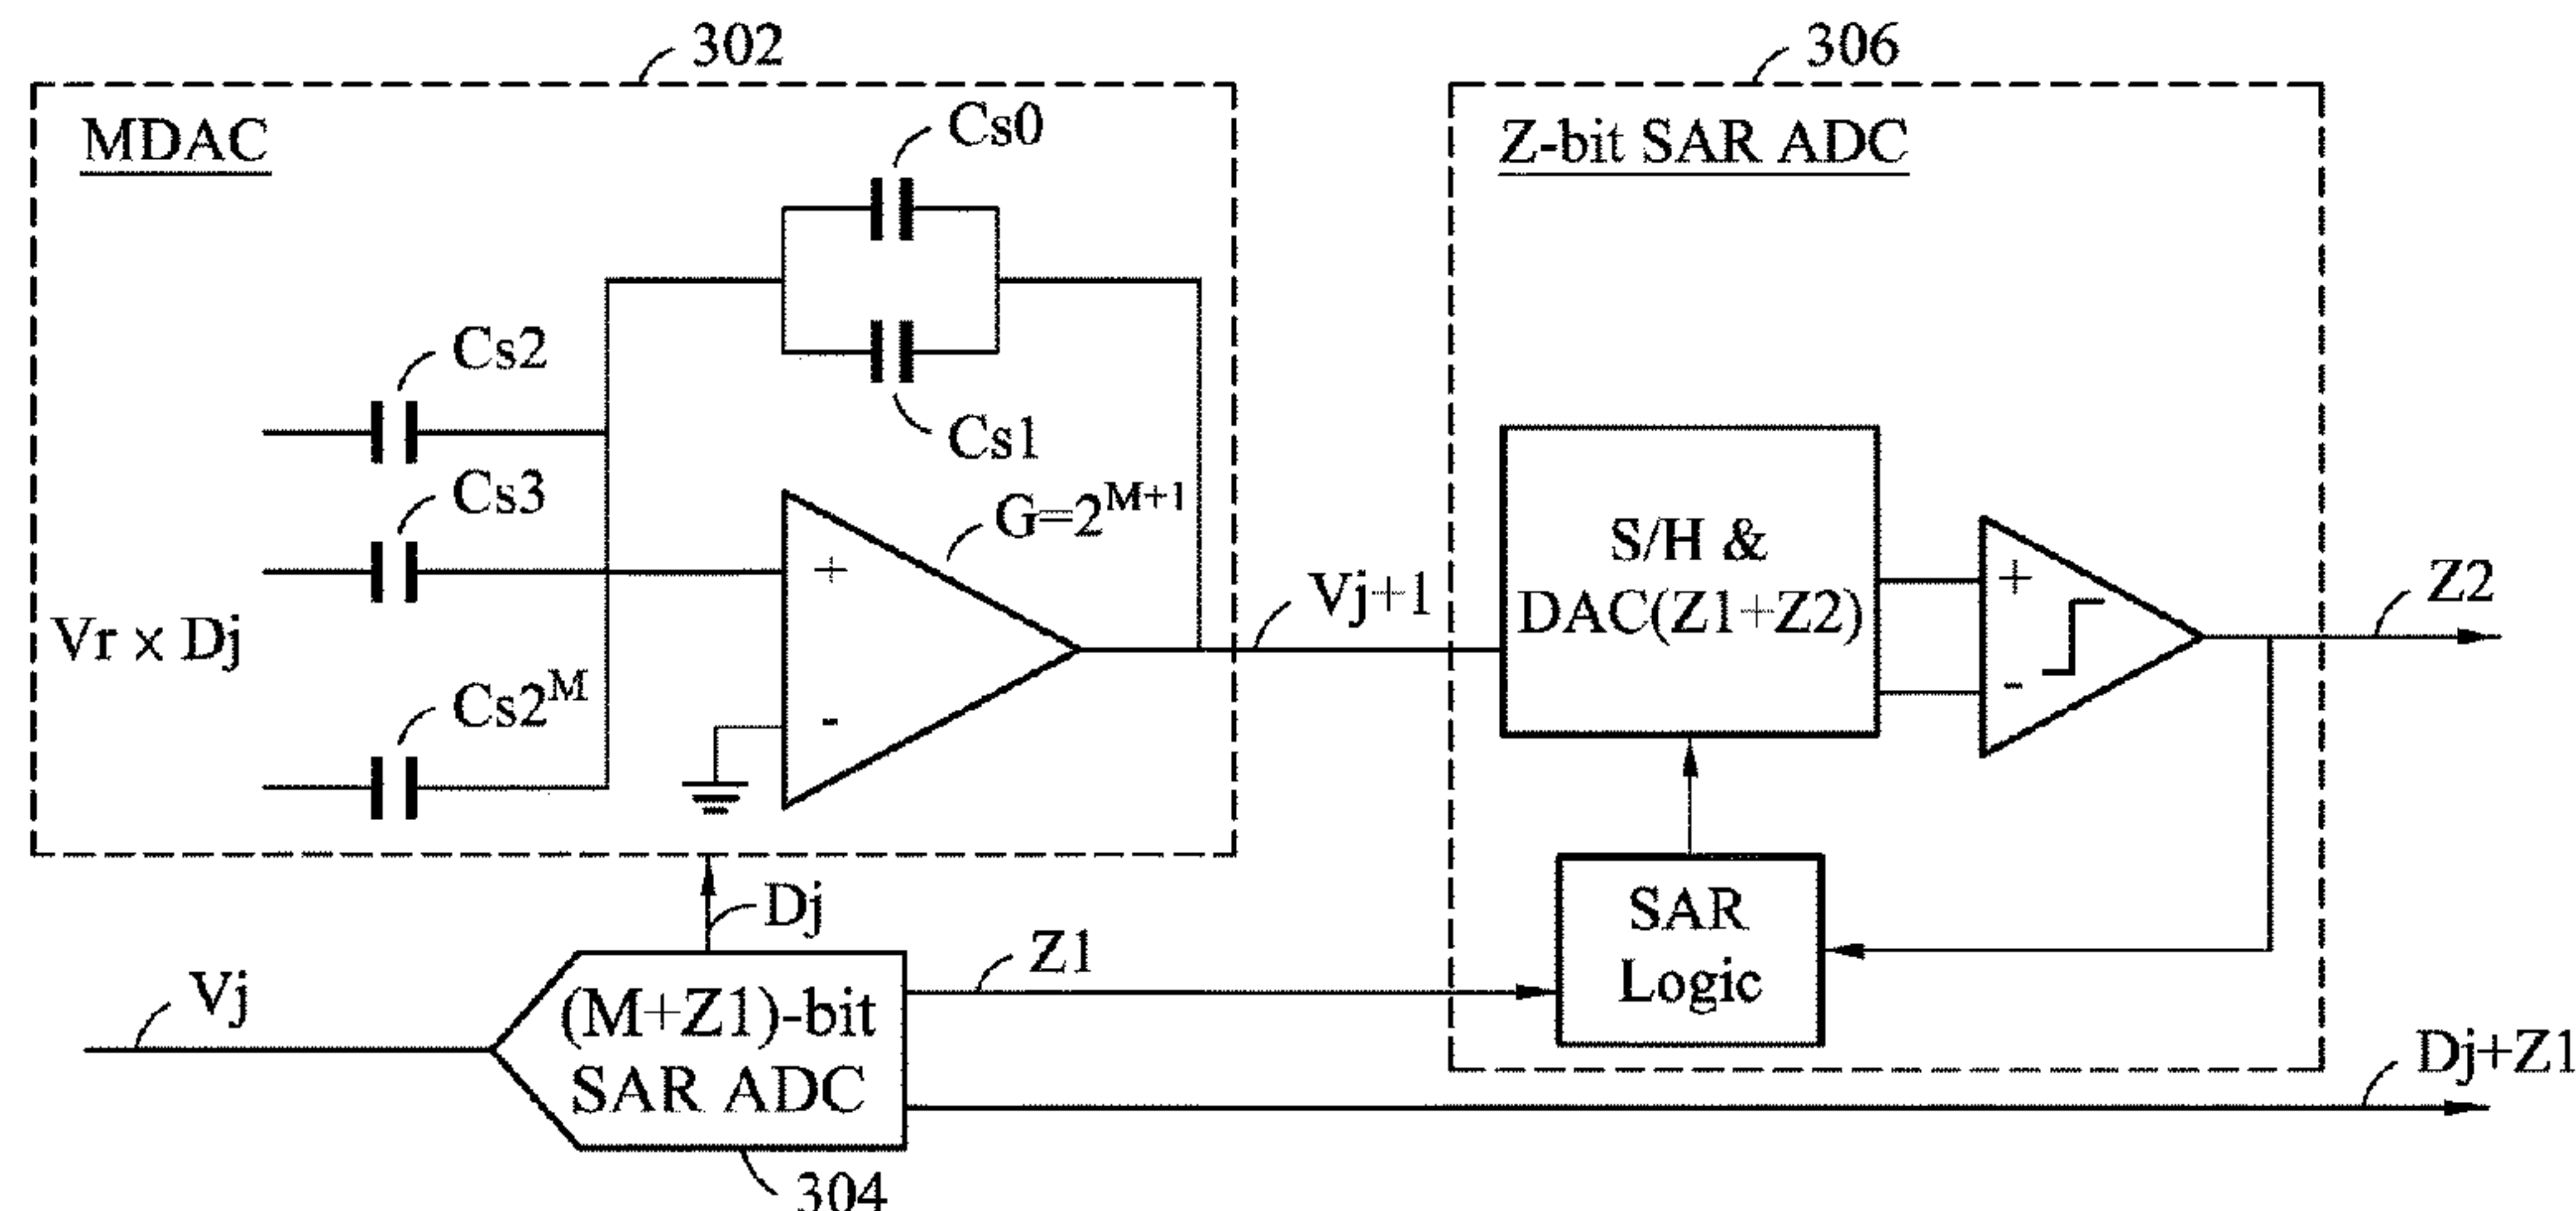 302
306
MDAC
Cs0
Z-bit SAR ADC
Cs2
Cs1
Cs3
G=2^{M+1}
+
S/H &
DAC(Z1+Z2)
+
-
Z2
Vj+1
Vr x Dj
Cs2^M
-
Dj
SAR
Logic
Z1
Vj
(M+Z1)-bit
SAR ADC
Dj+Z1
304